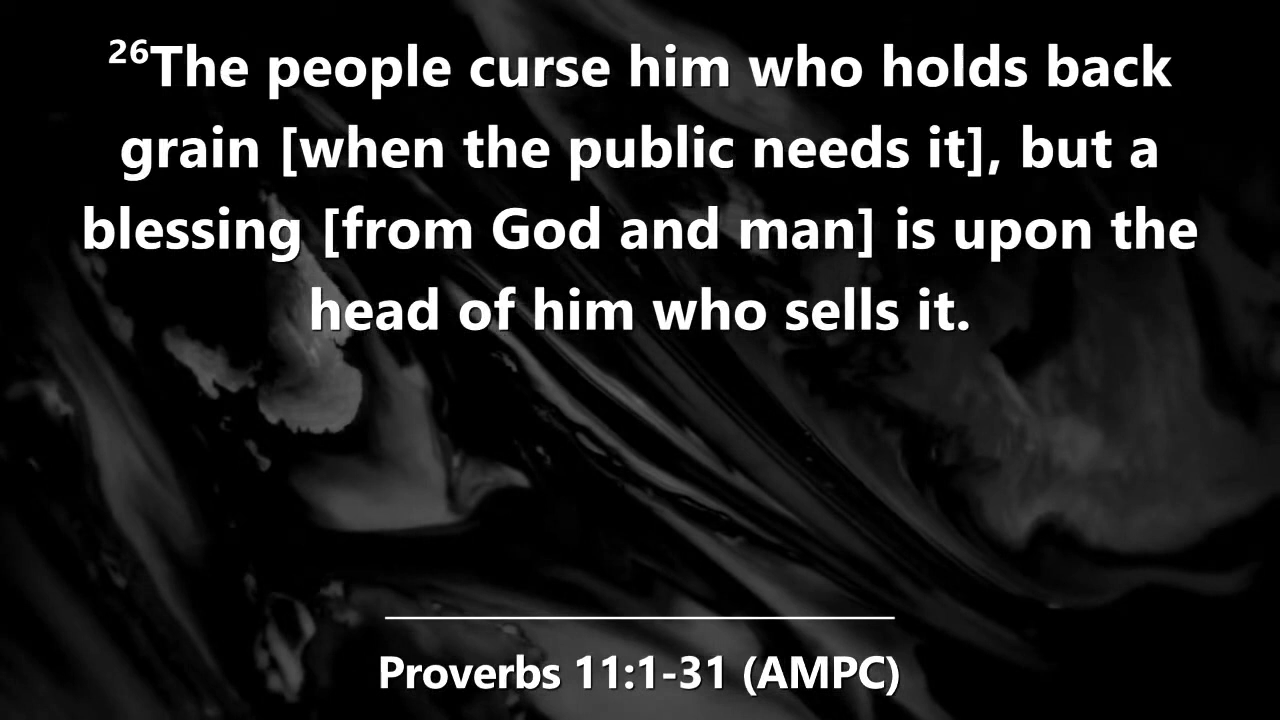 26The people curse him who holds back
grain [when the public needs it], but a
blessing [from God and man] is upon the
head of him who sells it.
Proverbs 11:1-31 (AMPC)